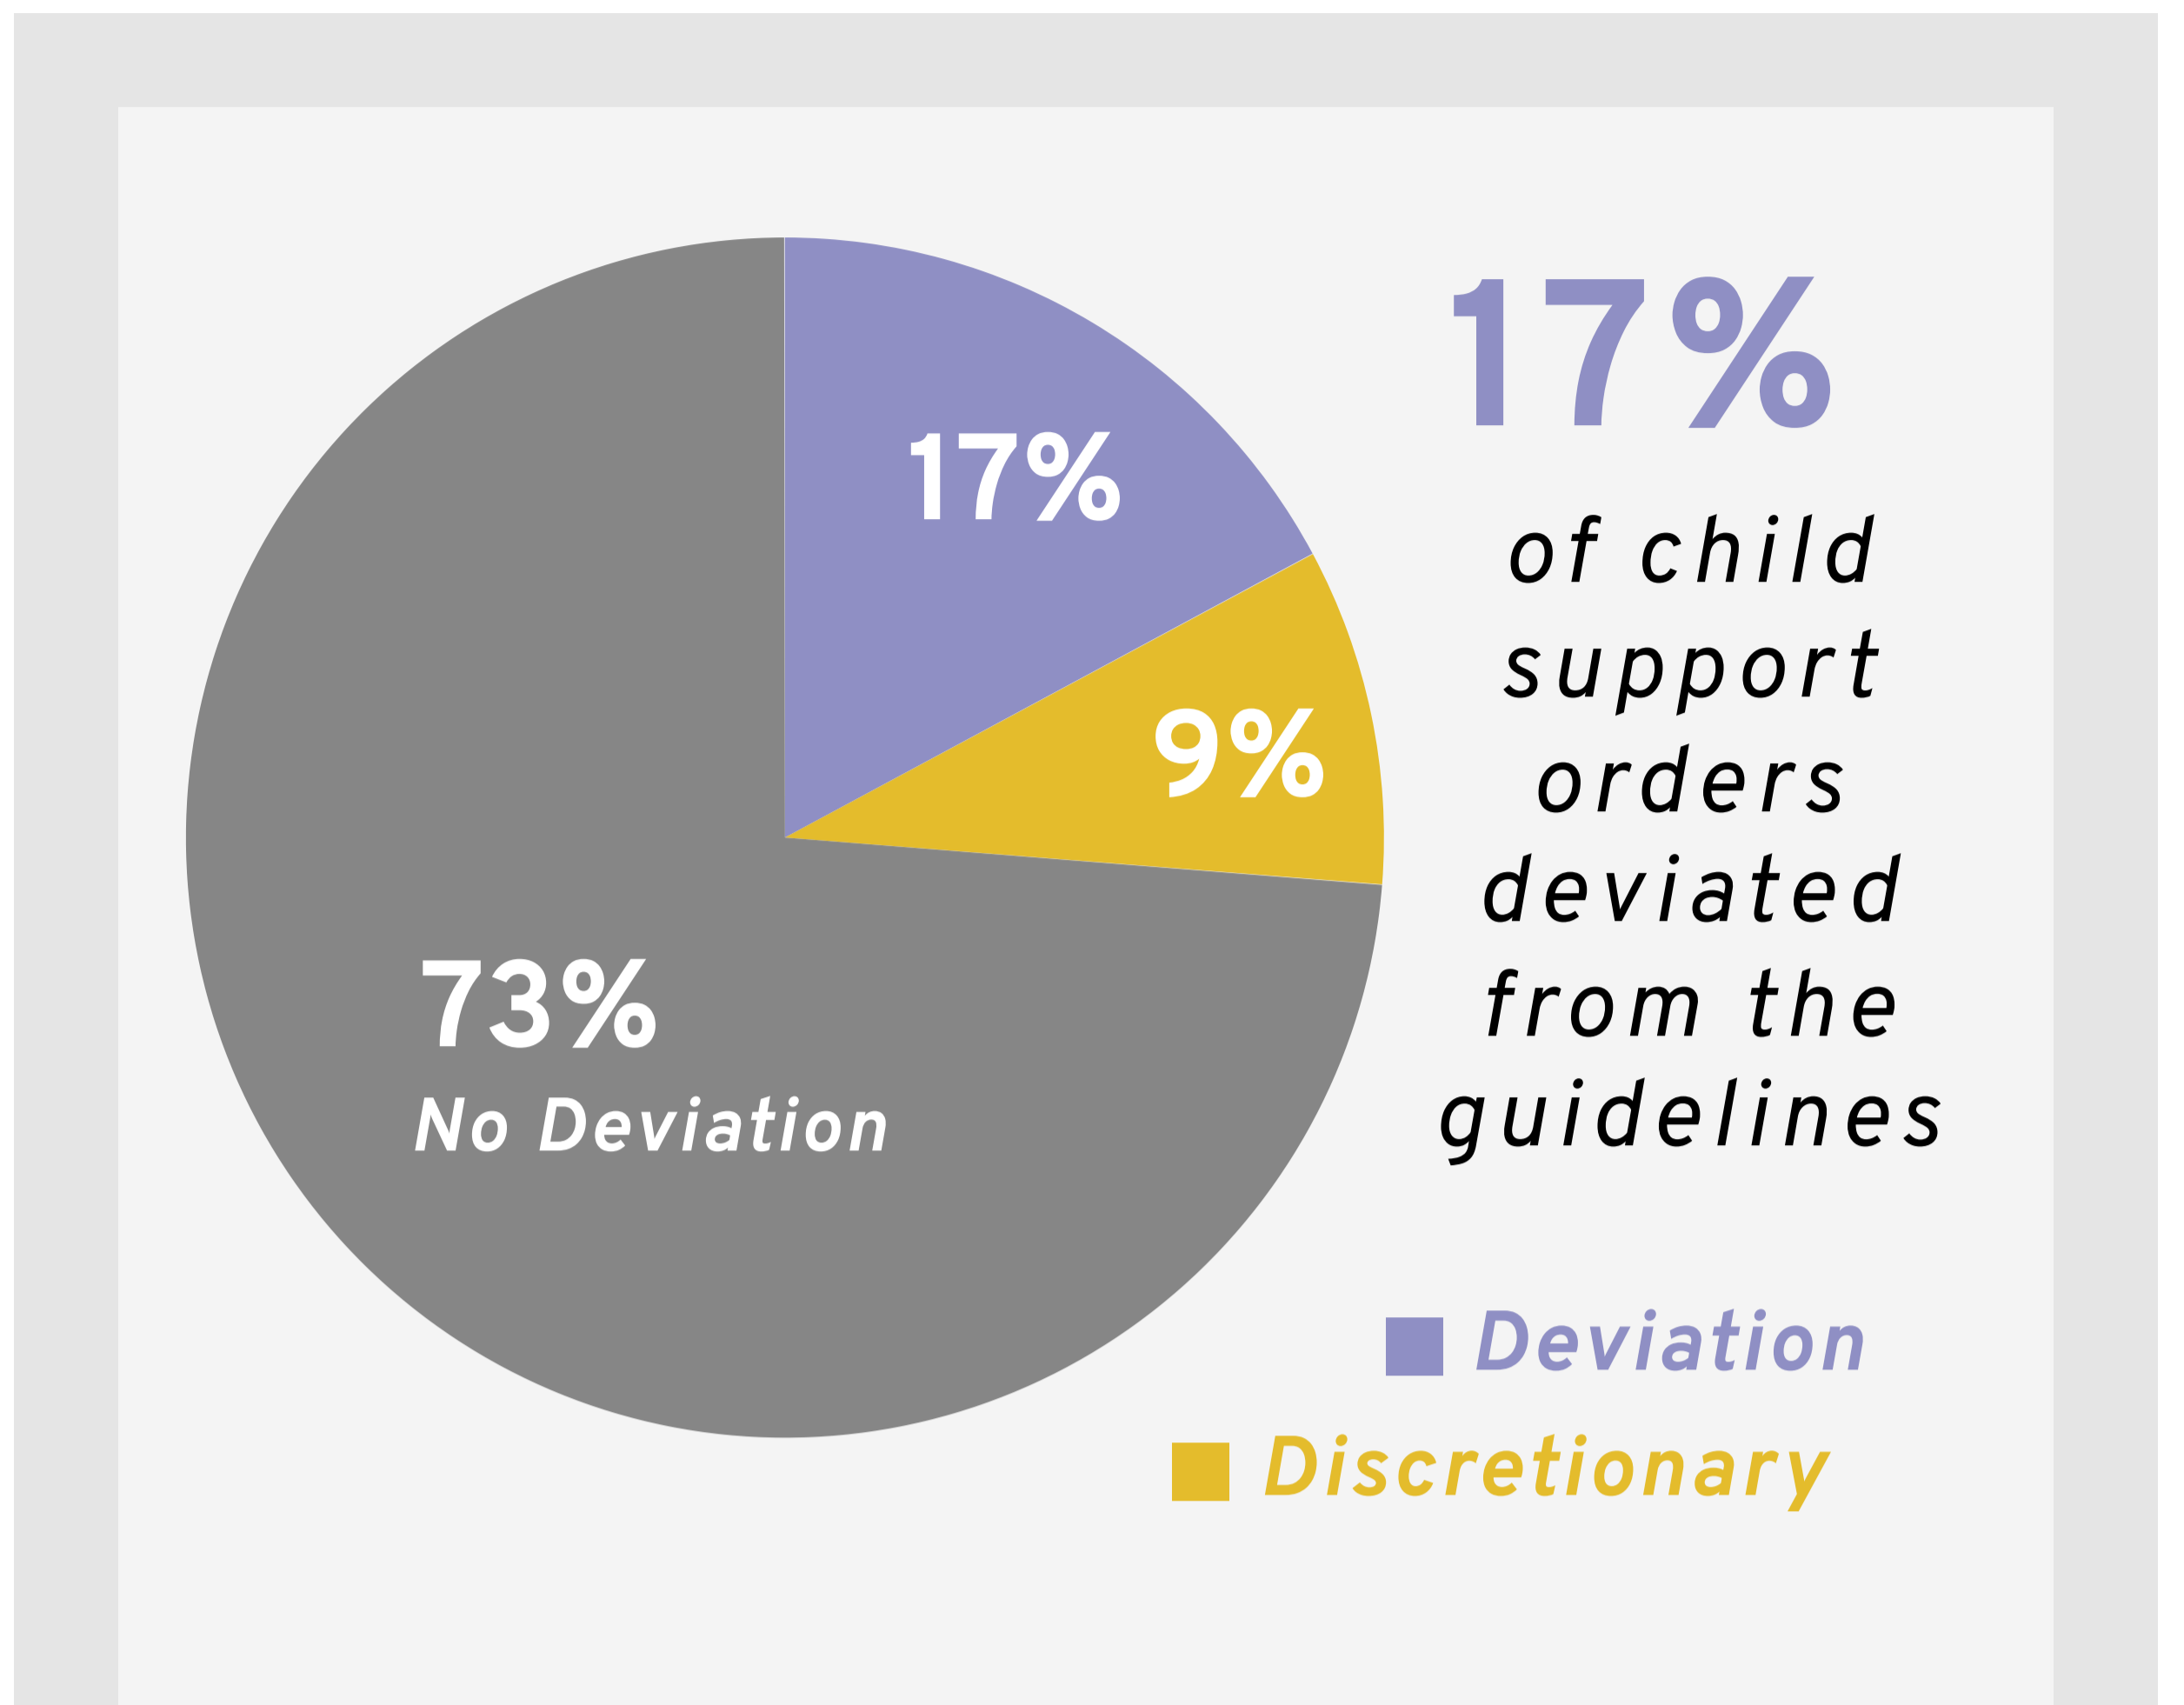 17%
9%
73%
No Deviation
17%
of child
support
orders
deviated
from the
guidelines
Deviation
Discretionary